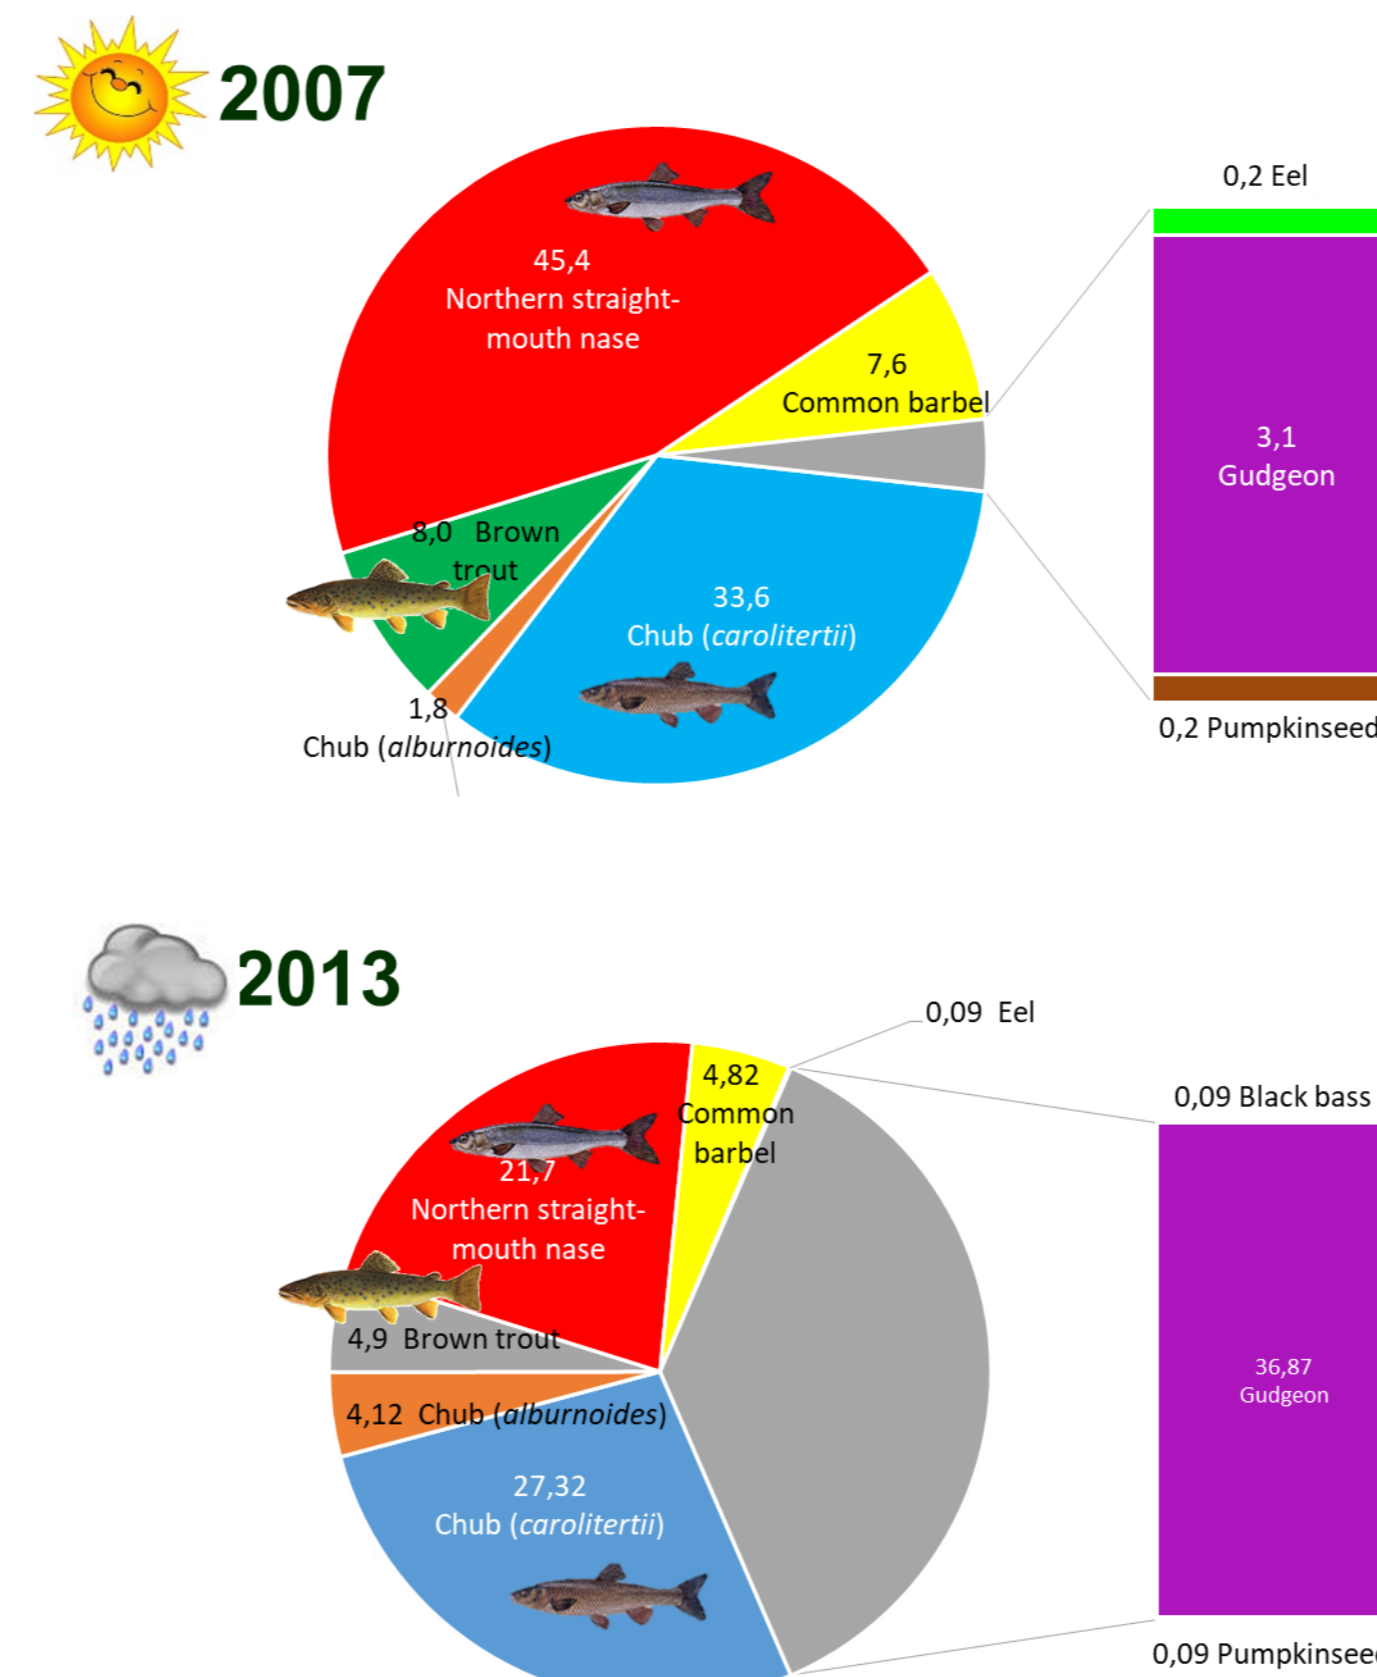 2007
0,2 Eel
45,4
Northern straight-
mouth nase
7,6
Common barbel
3,1
Gudgeon
8,0 Brown
trout
33,6
Chub (carolitertii)
1,8
Chub (alburnoides)
0,2 Pumpkinseed
2013
0,09 Eel
4,82
Common
barbel
0,09 Black bass
21,7
Northern straight-
mouth nase
4,9 Brown trout
36,87
Gudgeon
4,12 Chub (alburnoides)
27,32
Chub (carolitertii)
0,09 Pumpkinseed